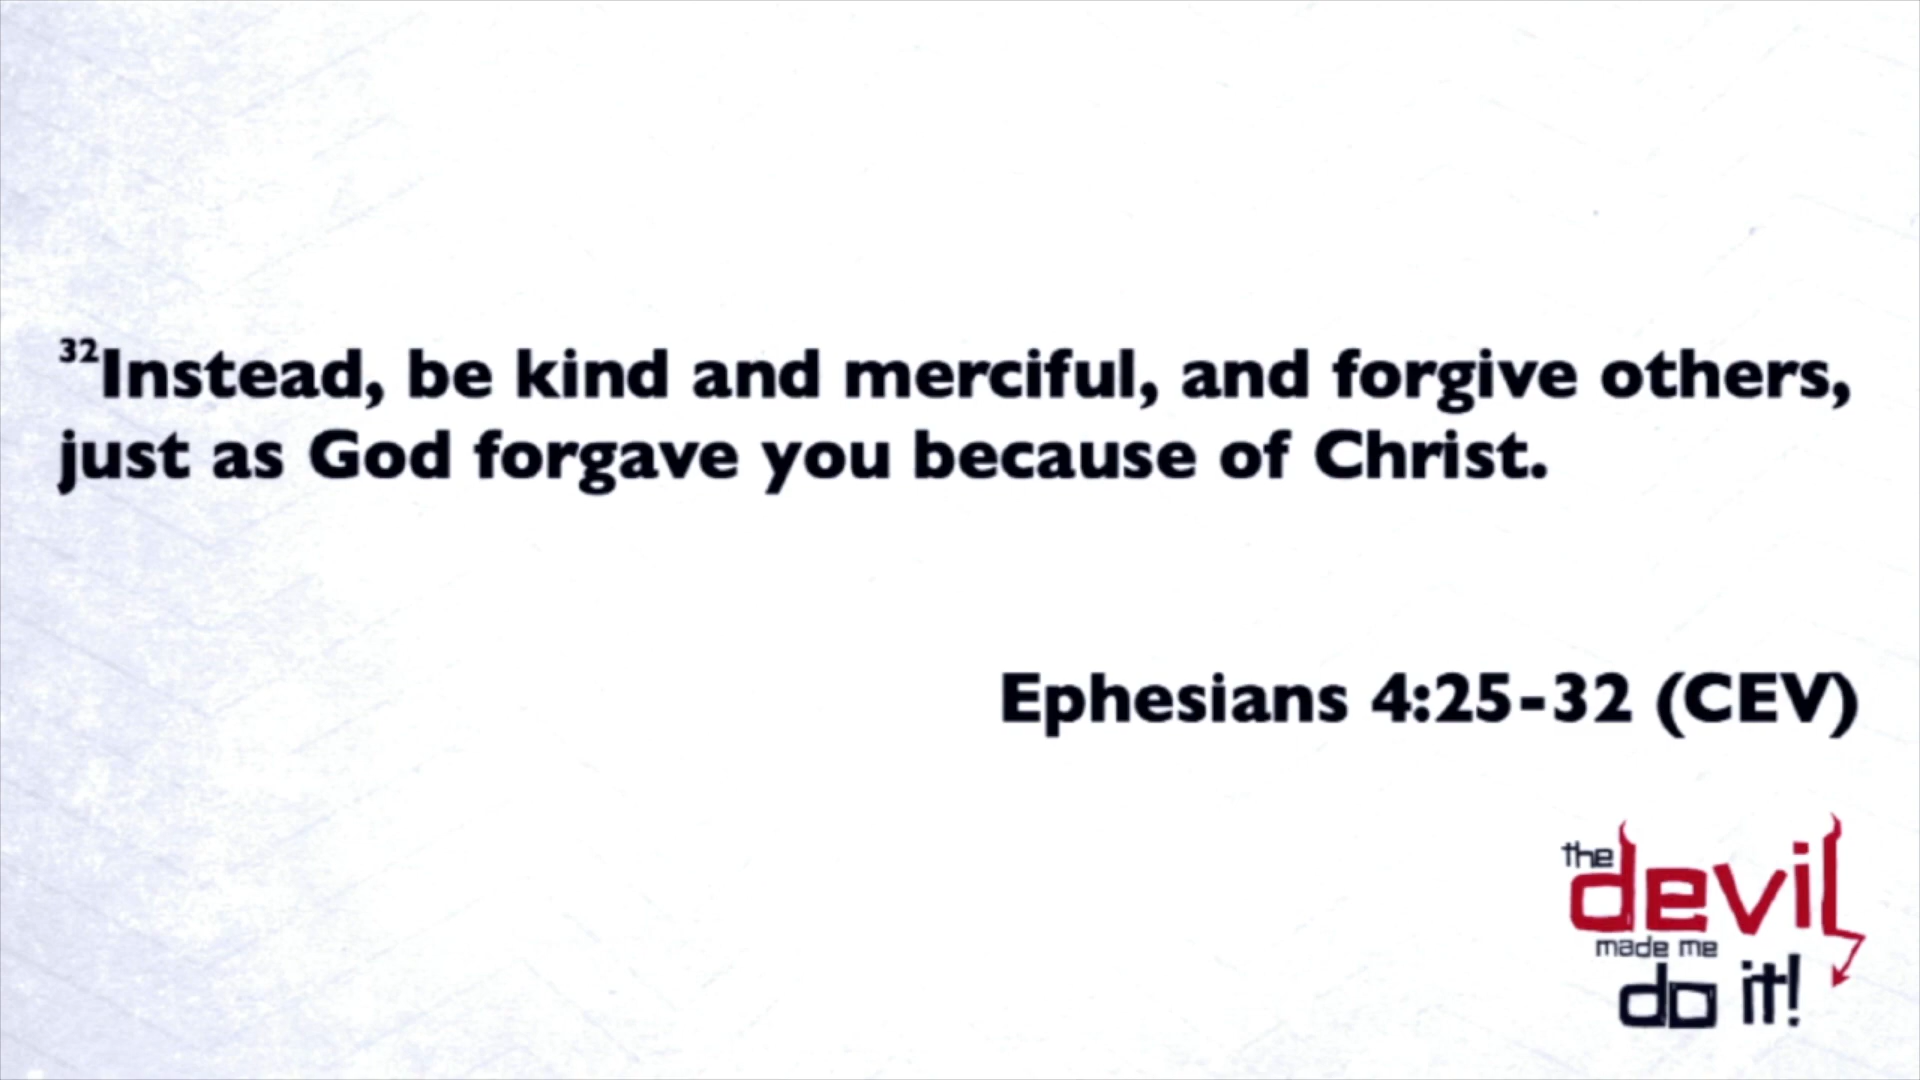 32Instead, be kind and merciful, and forgive others,
just as God forgave you because of Christ.
Ephesians 4:25-32 (CEV)
the devil
made me
do it!